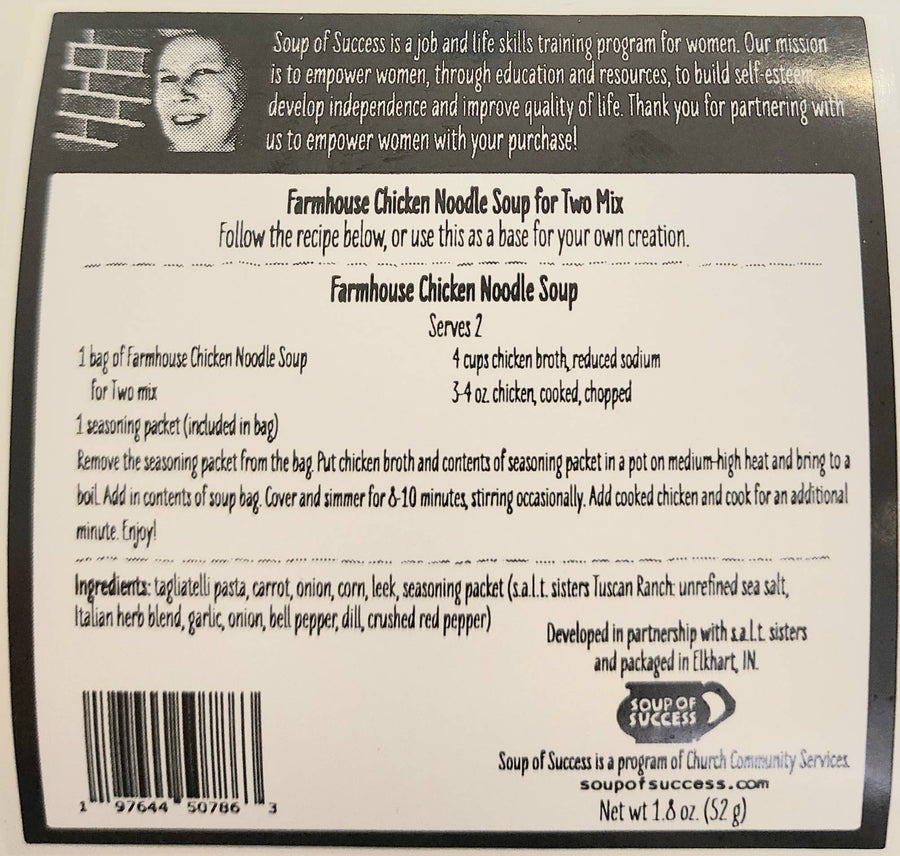 Soup of Success is a job and life skills training program for women. Our mission
is to empower women, through education and resources, to build self-esteem,
develop independence and improve quality of life. Thank you for partnering with
us to empower women with your purchase!
Farmhouse Chicken Noodle Soup for Two Mix
Follow the recipe below, or use this as a base for your own creation.
Farmhouse Chicken Noodle Soup
Serves 2
1 bag of Farmhouse Chicken Noodle Soup
for Two mix
1 seasoning packet (included in bag)
4 cups chicken broth, reduced sodium
3-4 oz. chicken, cooked, chopped
Remove the seasoning packet from the bag. Put chicken broth and contents of seasoning packet in a pot on medium-high heat and bring to a
boil. Add in contents of soup bag. Cover and simmer for 8-10 minutes, stirring occasionally. Add cooked chicken and cook for an additional
minute. Enjoy!
Ingredients: tagliatelli pasta, carrot, onion, corn, leek, seasoning packet (s.a.l.t. sisters Tuscan Ranch: unrefined sea salt,
Italian herb blend, garlic, onion, bell pepper, dill, crushed red pepper)
Developed in partnership with s.a.l.t. sisters
and packaged in Elkhart, IN.
SOUP OF
SUCCESS
Soup of Success is a program of Church Community Services.
soupofsuccess.com
Net wt 1.8 oz. (52 g)
1 97644 50786 3